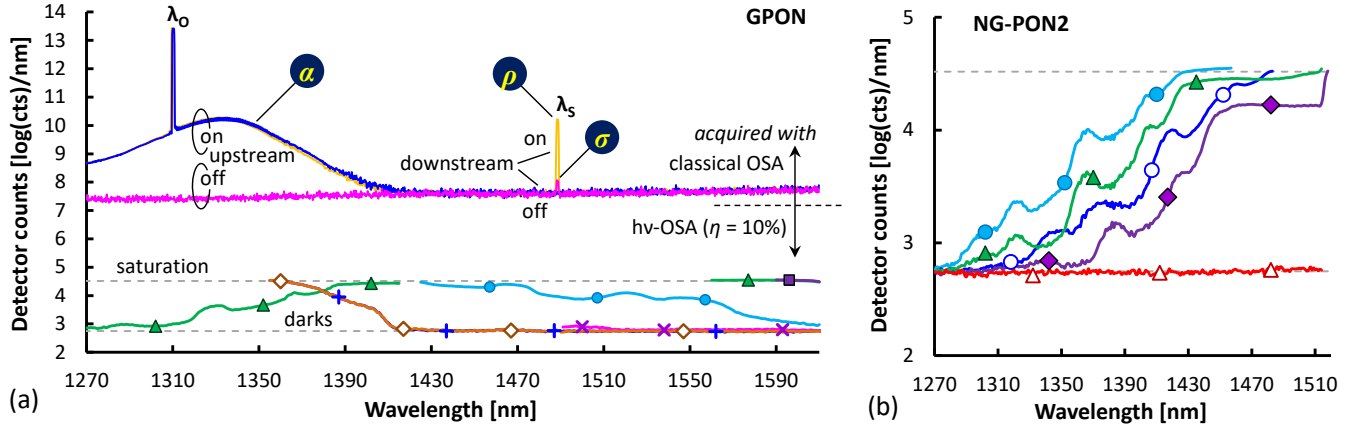 GPON
λO
α
ρ
λS
σ
on
upstream
off
downstream
on
off
acquired with
classical OSA
hν-OSA (η = 10%)
saturation
darks
Detector counts [log(cts)/nm]
14
13
12
11
10
9
8
7
6
5
4
3
2
1270 1310 1350 1390 1430 1470 1510 1550 1590
Wavelength [nm]
(a)
NG-PON2
Detector counts [log(cts)/nm]
5
4
3
2
1270 1310 1350 1390 1430 1470 1510
Wavelength [nm]
(b)